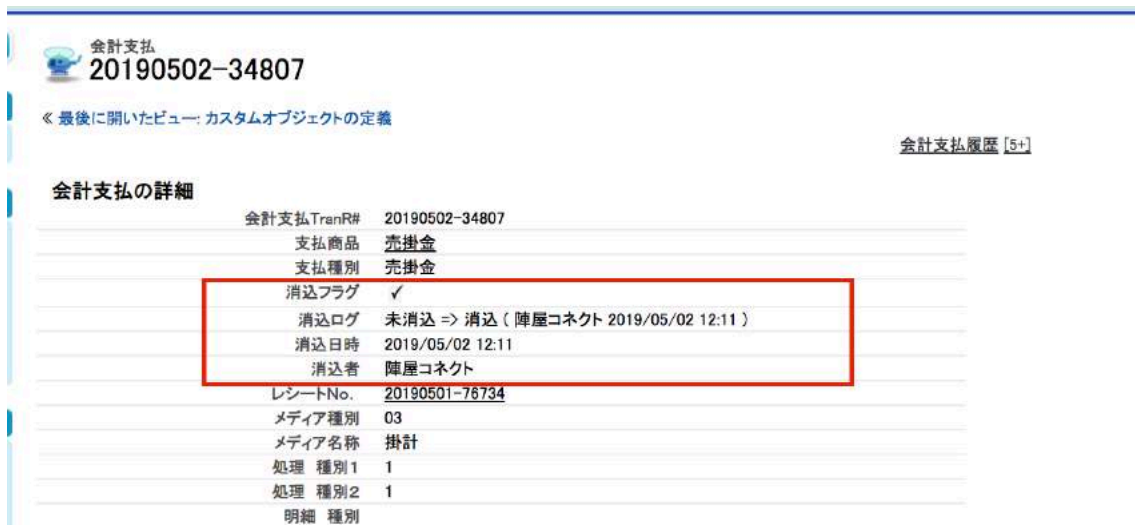 会計支払
20190502-34807
≪ 最後に開いたビュー: カスタムオブジェクトの定義
会計支払履歴 [5+]
会計支払の詳細
会計支払TranR# 20190502-34807
支払商品 売掛金
支払種別 売掛金
消込フラグ ✓
消込ログ 未消込 => 消込 ( 陣屋コネクト 2019/05/02 12:11 )
消込日時 2019/05/02 12:11
消込者 陣屋コネクト
レシートNo. 20190501-76734
メディア種別 03
メディア名称 掛計
処理 種別1 1
処理 種別2 1
明細 種別